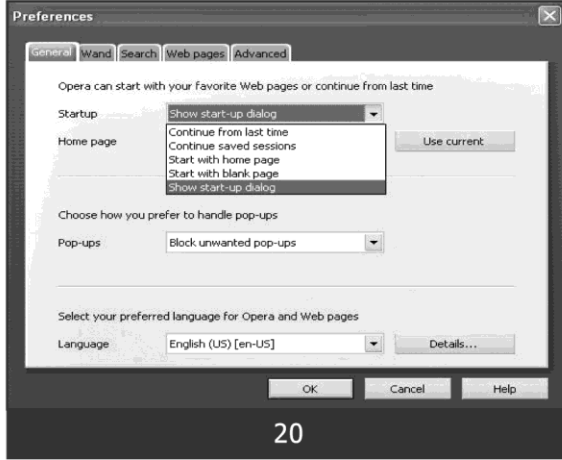 Preferences
General Wand Search Web pages Advanced
Opera can start with your favorite Web pages or continue from last time
Startup Show start-up dialog
Continue from last time
Home page Use current
Continue saved sessions
Start with home page
Start with blank page
Show start-up dialog
Choose how you prefer to handle pop-ups
Pop-ups Block unwanted pop-ups
Select your preferred language for Opera and Web pages
Language English (US) [en-US] Details...
OK Cancel Help
20